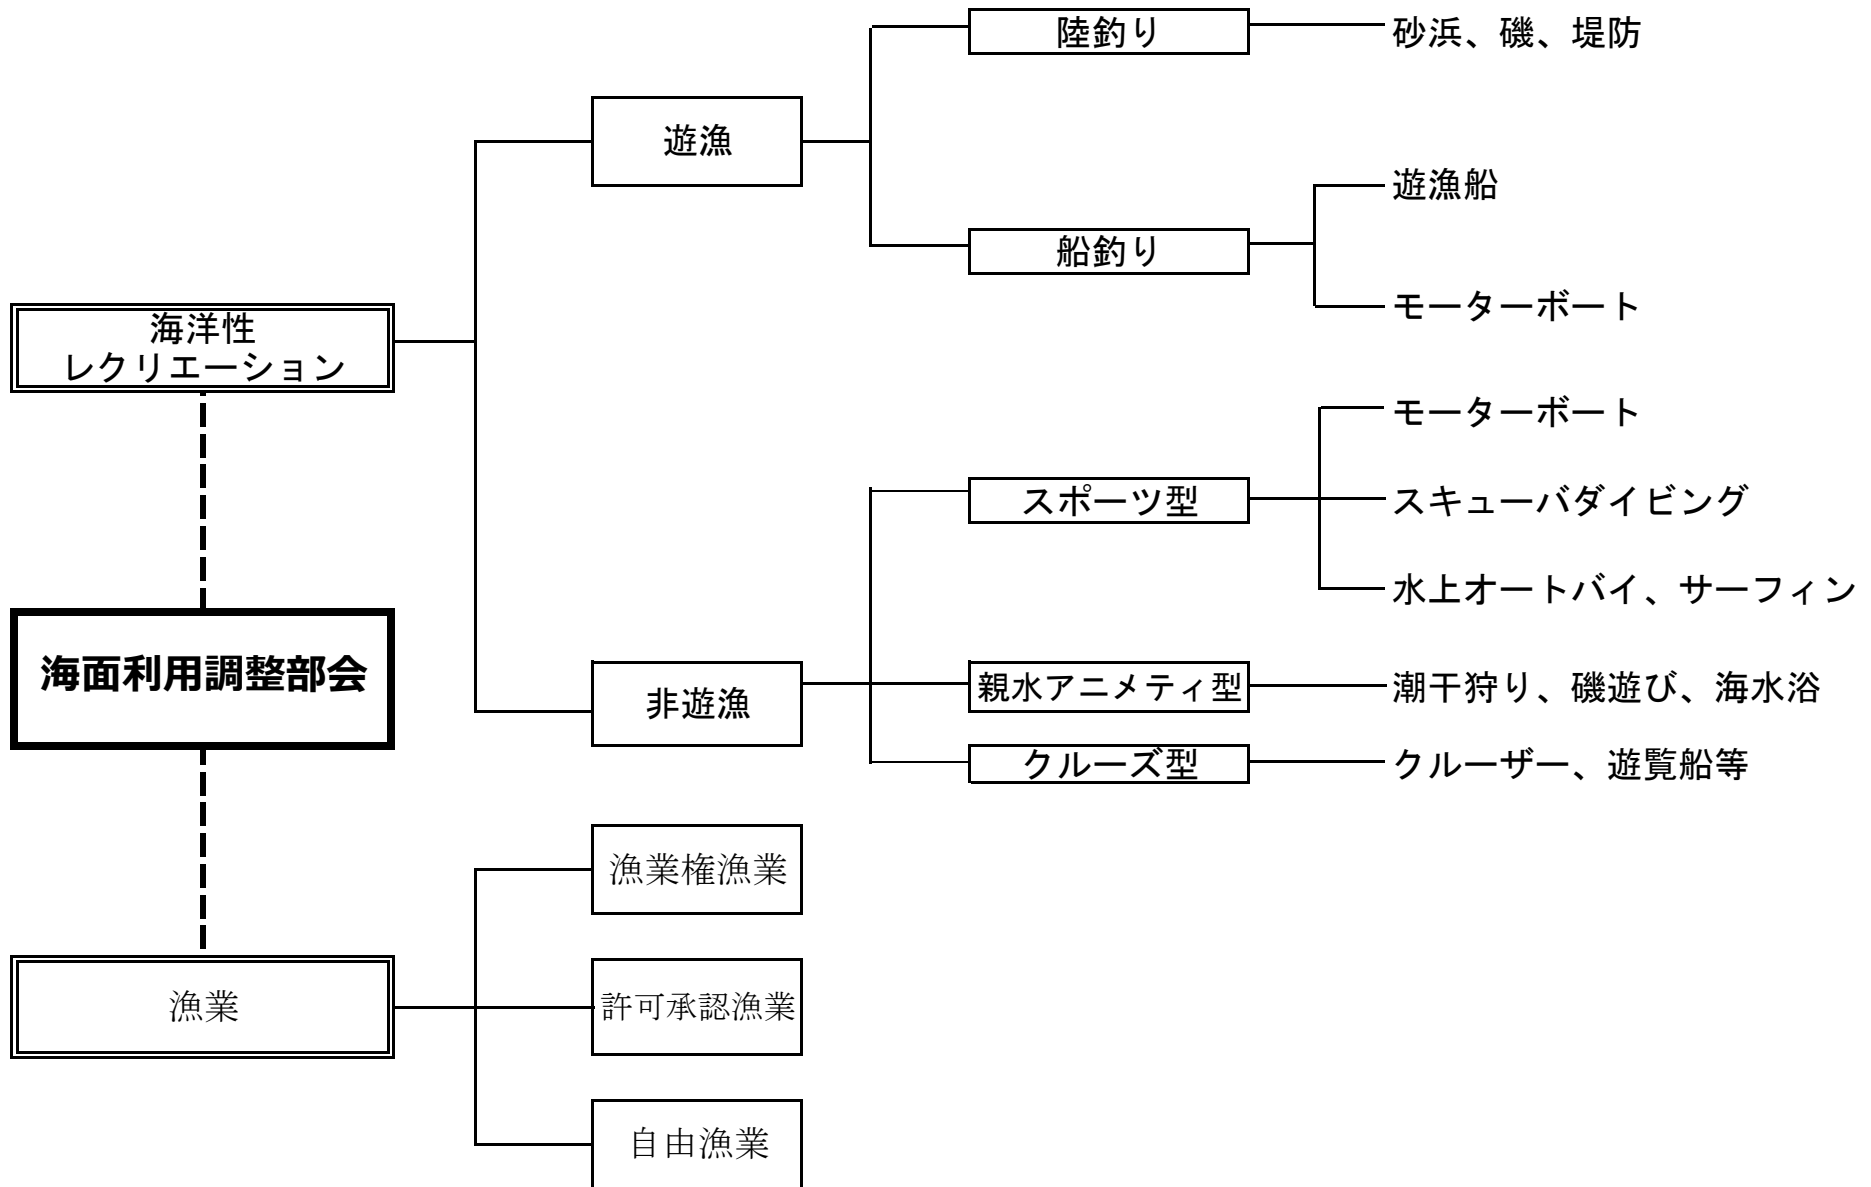 海洋性
レクリエーション
遊漁
陸釣り
砂浜、磯、堤防
船釣り
遊漁船
モーターボート
非遊漁
スポーツ型
モーターボート
スキューバダイビング
水上オートバイ、サーフィン
親水アニメティ型
潮干狩り、磯遊び、海水浴
クルーズ型
クルーザー、遊覧船等
海面利用調整部会
漁業
漁業権漁業
許可承認漁業
自由漁業